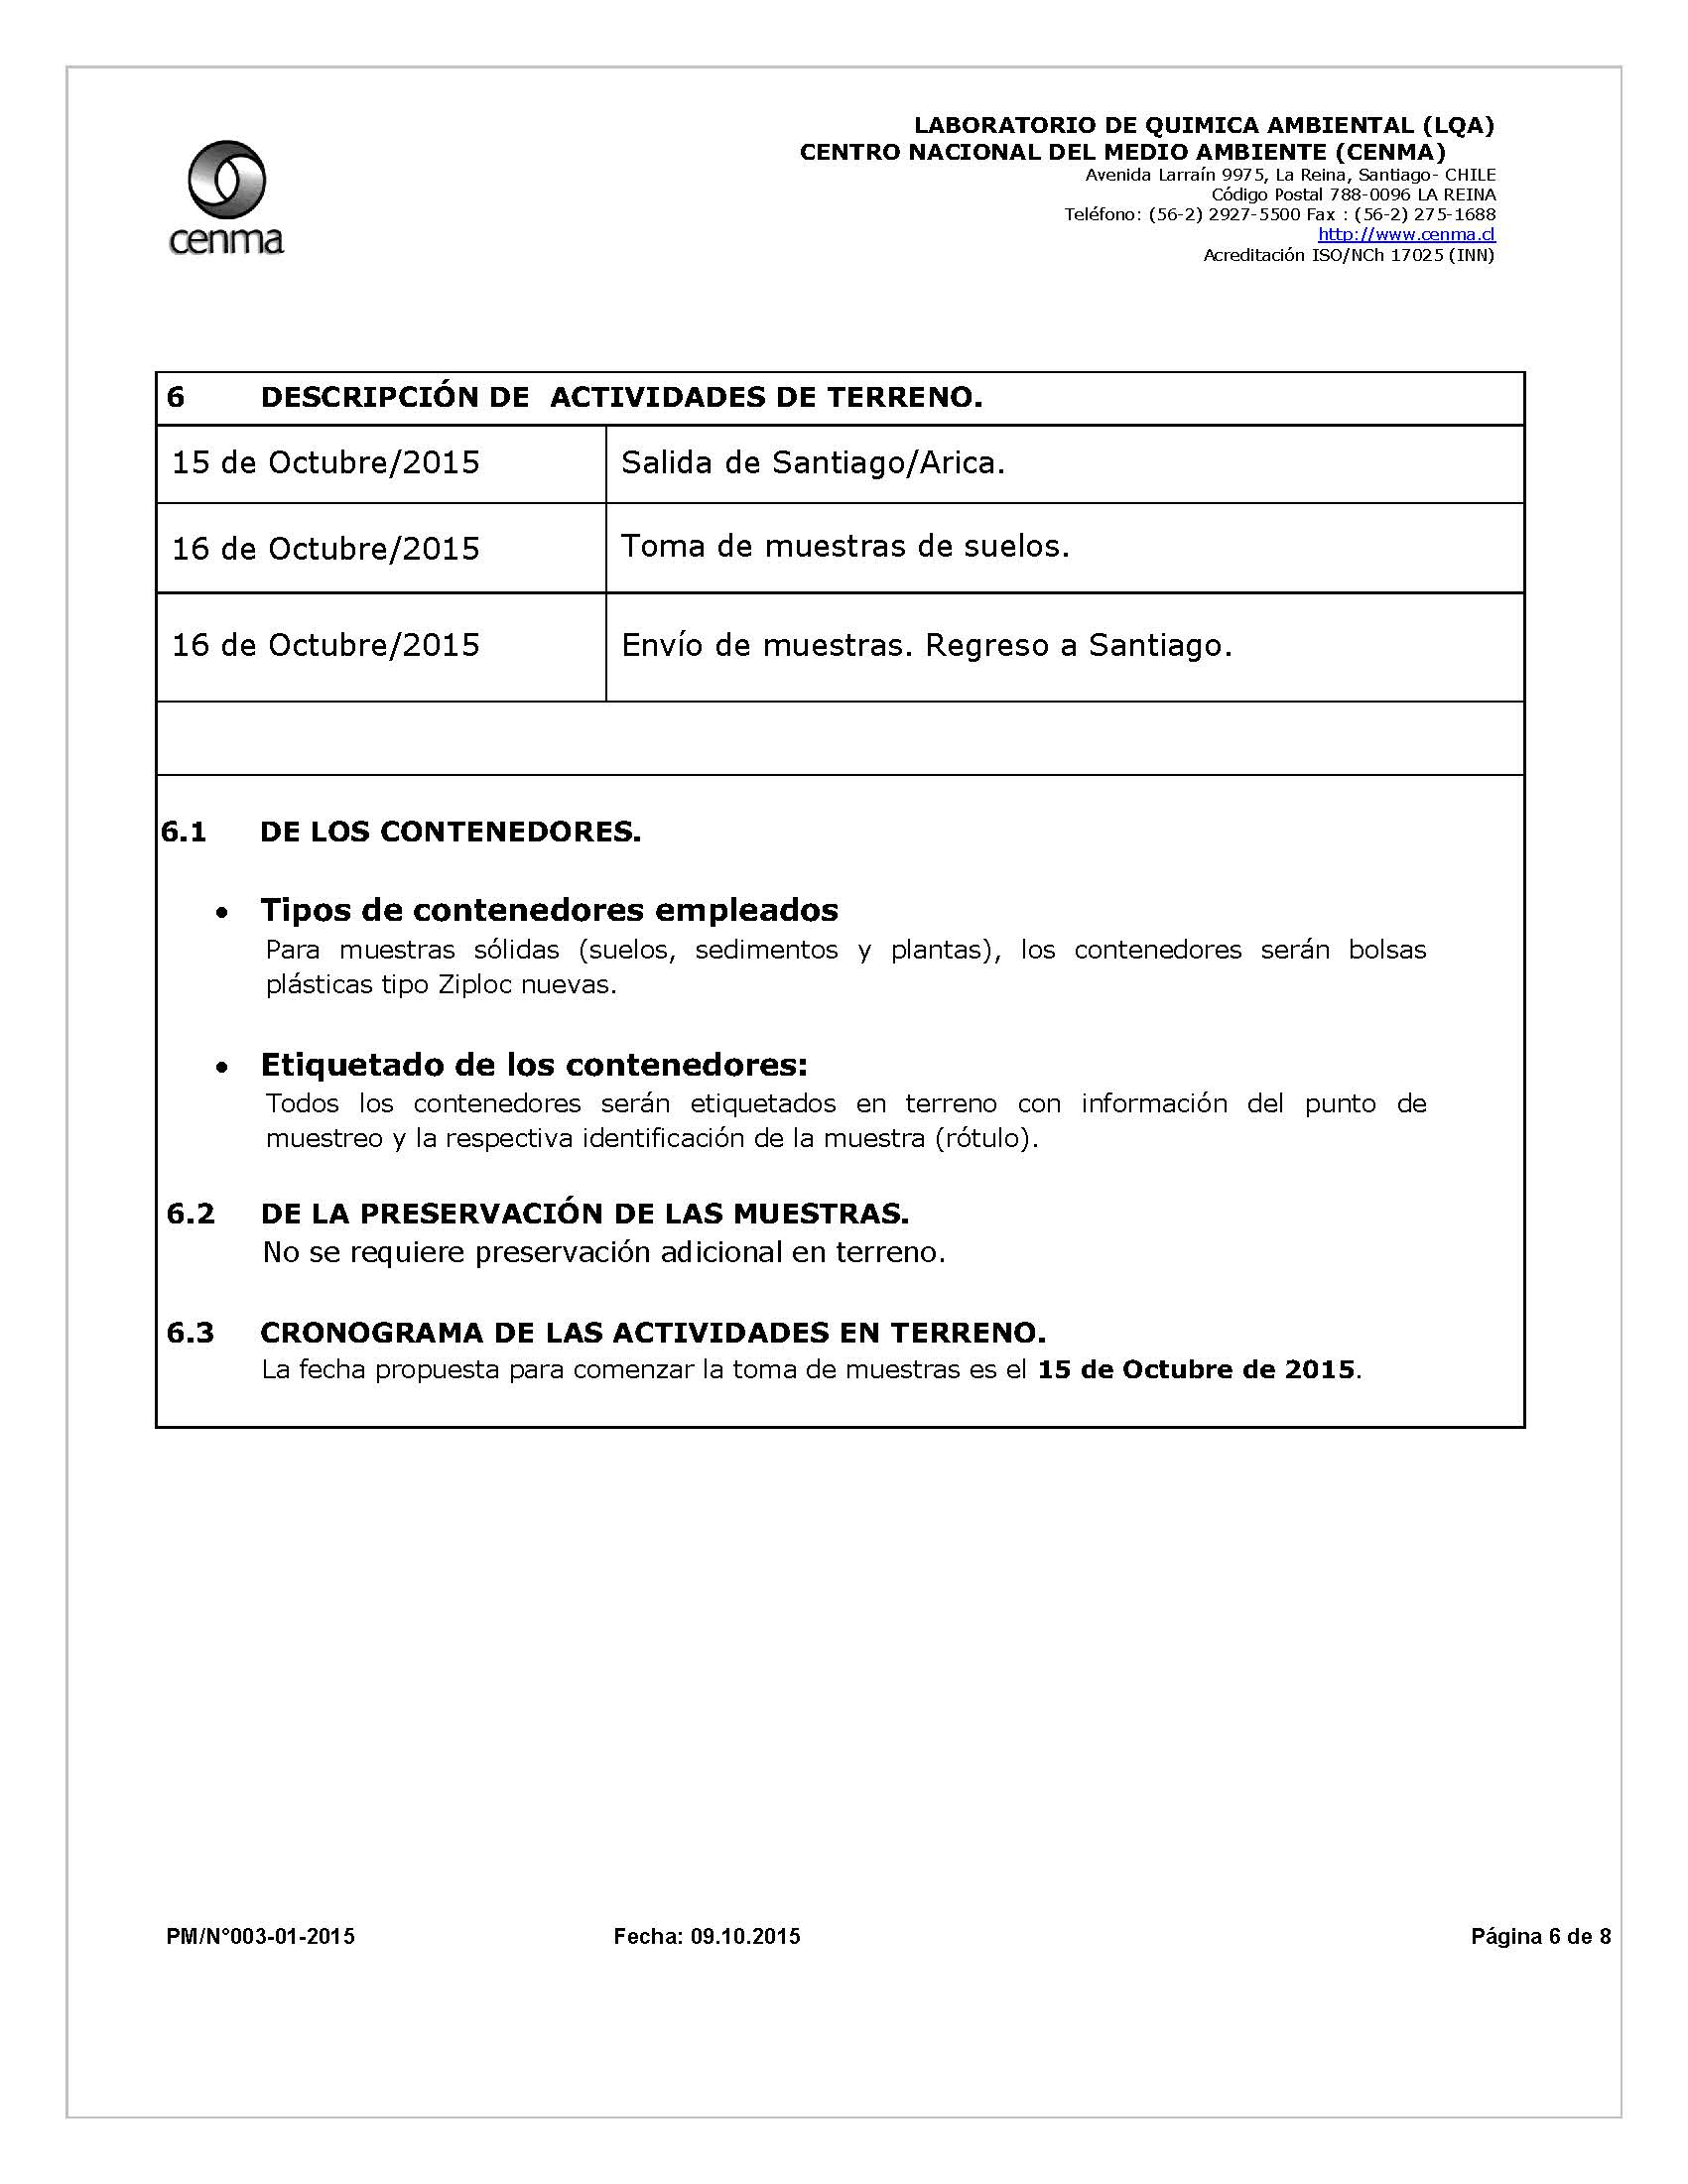 LABORATORIO DE QUIMICA AMBIENTAL (LQA)
CENTRO NACIONAL DEL MEDIO AMBIENTE (CENMA)
Avenida Larraín 9975, La Reina, Santiago- CHILE
Código Postal 788-0096 LA REINA
Teléfono: (56-2) 2927-5500 Fax : (56-2) 275-1688
http://www.cenma.cl
Acreditación ISO/NCh 17025 (INN)
cenma
6 DESCRIPCIÓN DE ACTIVIDADES DE TERRENO.
15 de Octubre/2015 Salida de Santiago/Arica.
16 de Octubre/2015 Toma de muestras de suelos.
16 de Octubre/2015 Envío de muestras. Regreso a Santiago.
6.1 DE LOS CONTENEDORES.
• Tipos de contenedores empleados
Para muestras sólidas (suelos, sedimentos y plantas), los contenedores serán bolsas
plásticas tipo Ziploc nuevas.
• Etiquetado de los contenedores:
Todos los contenedores serán etiquetados en terreno con información del punto de
muestreo y la respectiva identificación de la muestra (rótulo).
6.2 DE LA PRESERVACIÓN DE LAS MUESTRAS.
No se requiere preservación adicional en terreno.
6.3 CRONOGRAMA DE LAS ACTIVIDADES EN TERRENO.
La fecha propuesta para comenzar la toma de muestras es el 15 de Octubre de 2015.
PM/N°003-01-2015 Fecha: 09.10.2015 Página 6 de 8